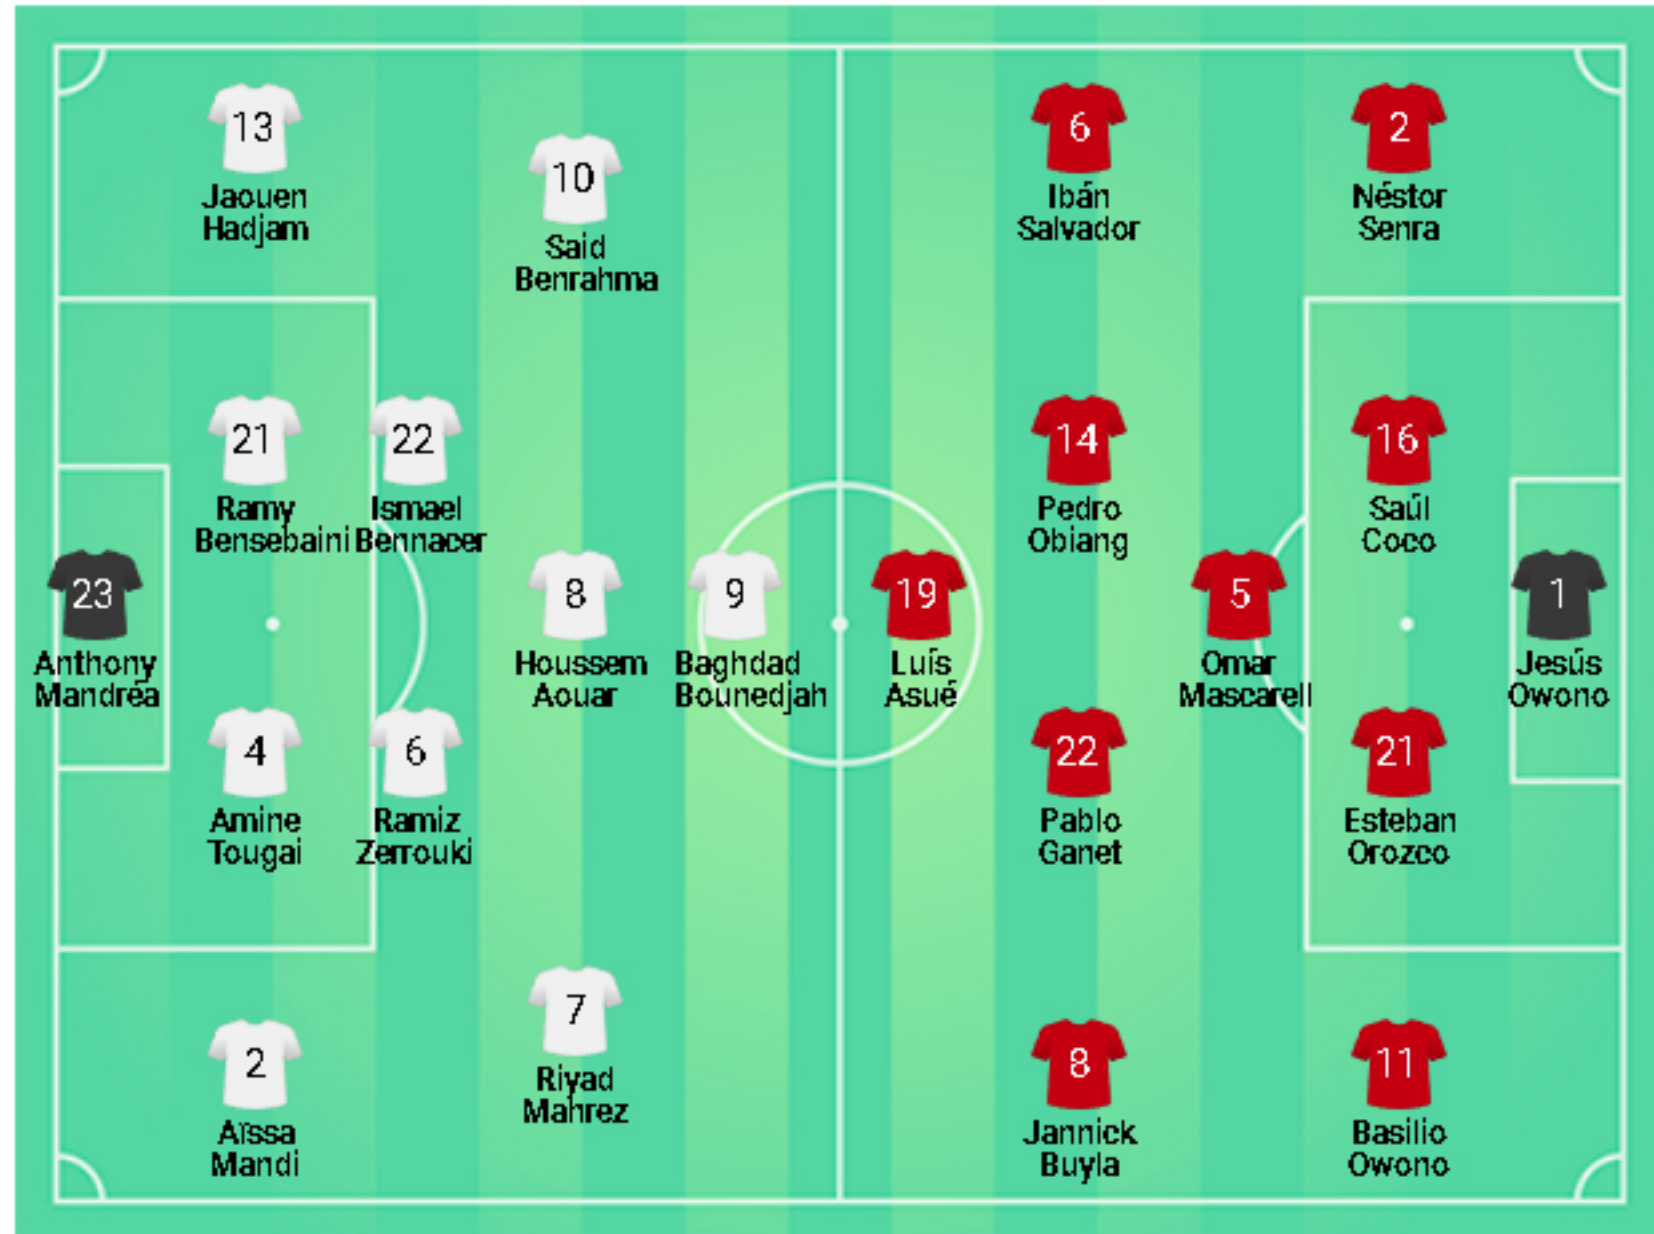 13
Jaouen
Hadjam
10
Said
Benrahma
6
Ibán
Salvador
2
Néstor
Senra
21
Ramy
Bensebaini
22
Ismael
Bennacer
14
Pedro
Obiang
16
Saúl
Coco
23
Anthony
Mandréa
8
Houssem
Aouar
9
Baghdad
Bounedjah
19
Luís
Asué
5
Omar
Mascarell
1
Jesús
Owono
4
Amine
Tougai
6
Ramiz
Zerrouki
22
Pablo
Ganet
21
Esteban
Orozco
2
Aïssa
Mandi
7
Riyad
Mahrez
8
Jannick
Buyla
11
Basilio
Owono